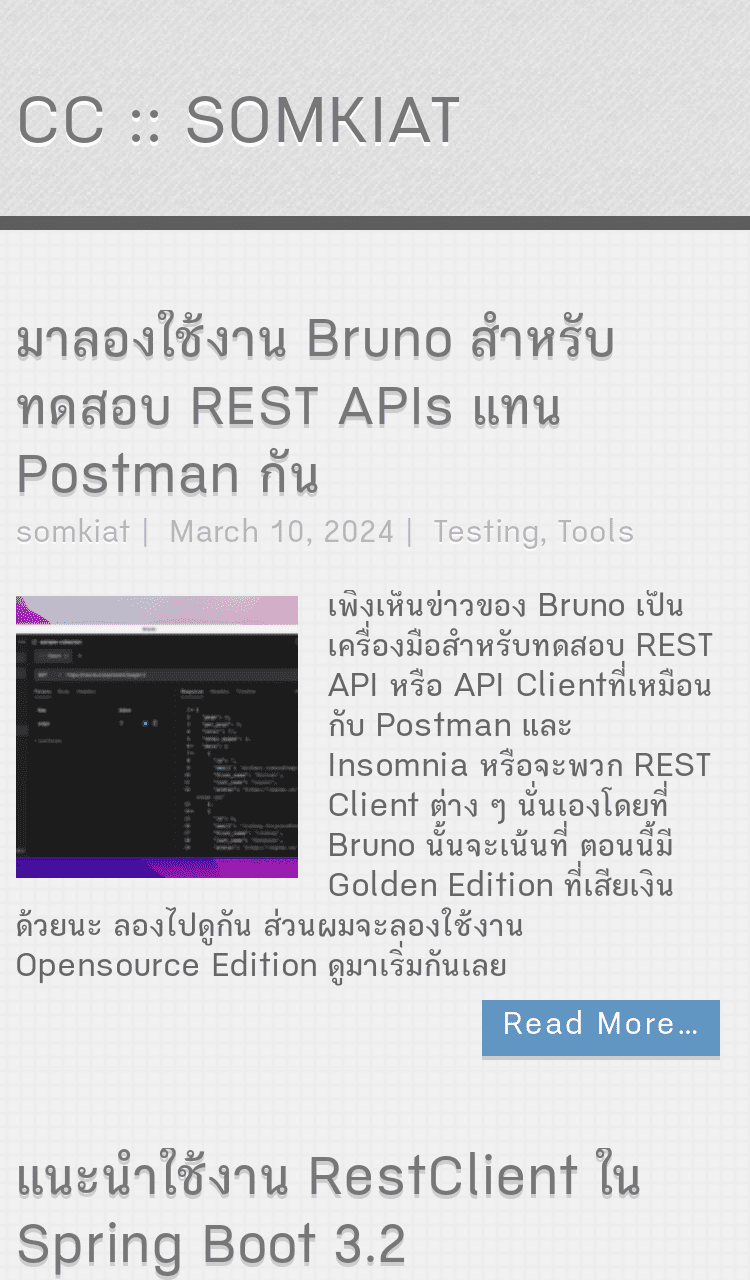 CC :: SOMKIAT
มาลองใช้งาน Bruno สำหรับ
ทดสอบ REST APIs แทน
Postman กัน
somkiat | March 10, 2024 | Testing, Tools
เพิ่งเห็นข่าวของ Bruno เป็น
เครื่องมือสำหรับทดสอบ REST
API หรือ API Clientที่เหมือน
กับ Postman และ
Insomnia หรือจะพวก REST
Client ต่าง ๆ นั่นเองโดยที่
Bruno นั้นจะเน้นที่ ตอนนี้มี
Golden Edition ที่เสียเงิน
ด้วยนะ ลองไปดูกัน ส่วนผมจะลองใช้งาน
Opensource Edition ดูมาเริ่มกันเลย
Read More…
แนะนำใช้งาน RestClient ใน
Spring Boot 3.2